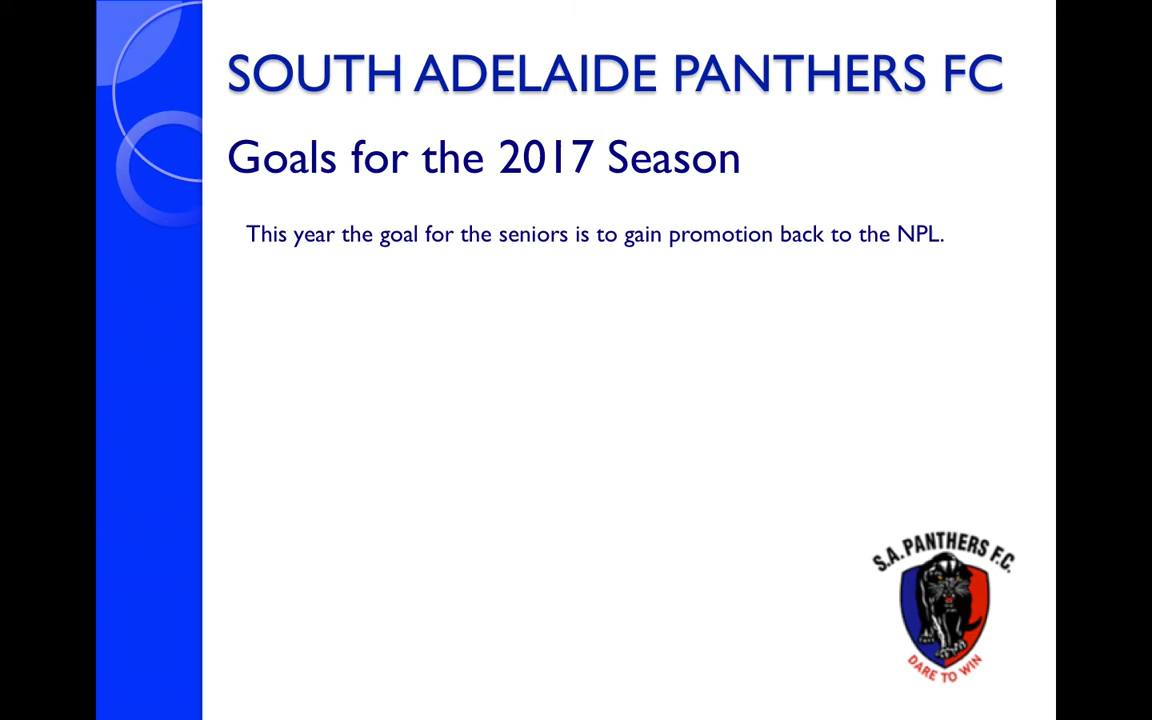 SOUTH ADELAIDE PANTHERS FC
Goals for the 2017 Season
This year the goal for the seniors is to gain promotion back to the NPL.
S.A. PANTHERS F.C.
DARE TO WIN